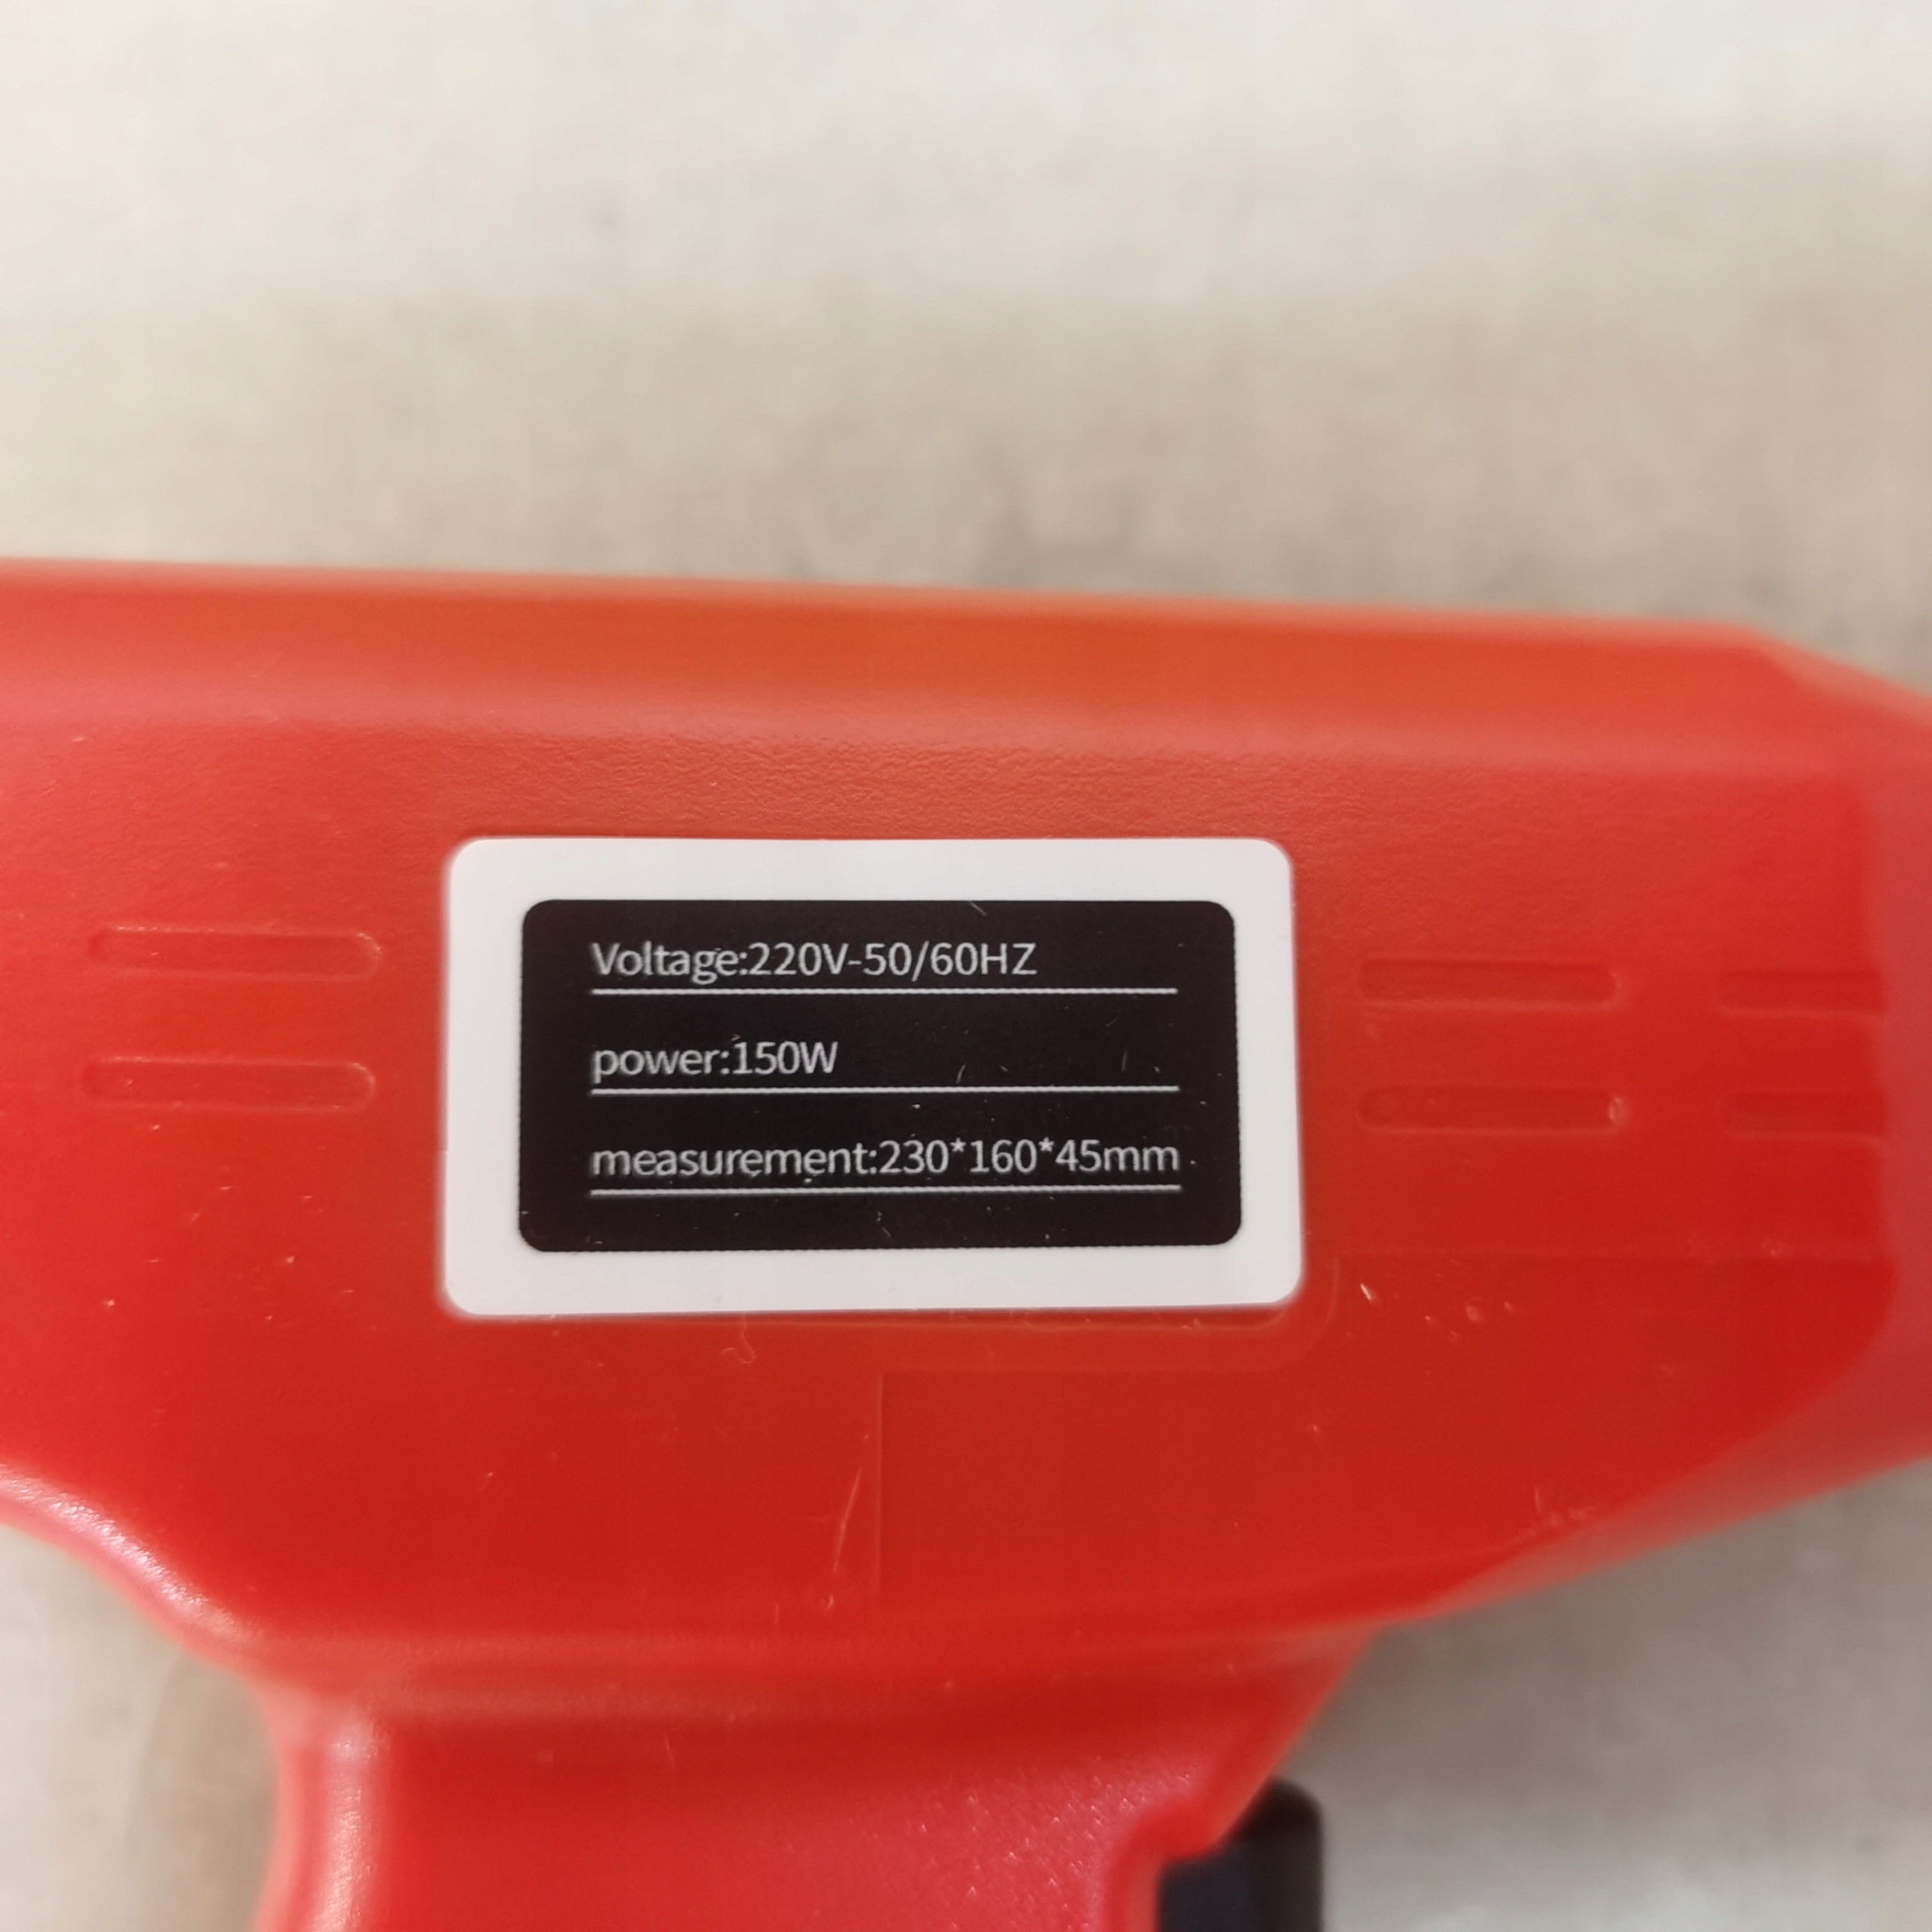 Voltage:220V-50/60HZ
power:150W
measurement:230*160*45mm